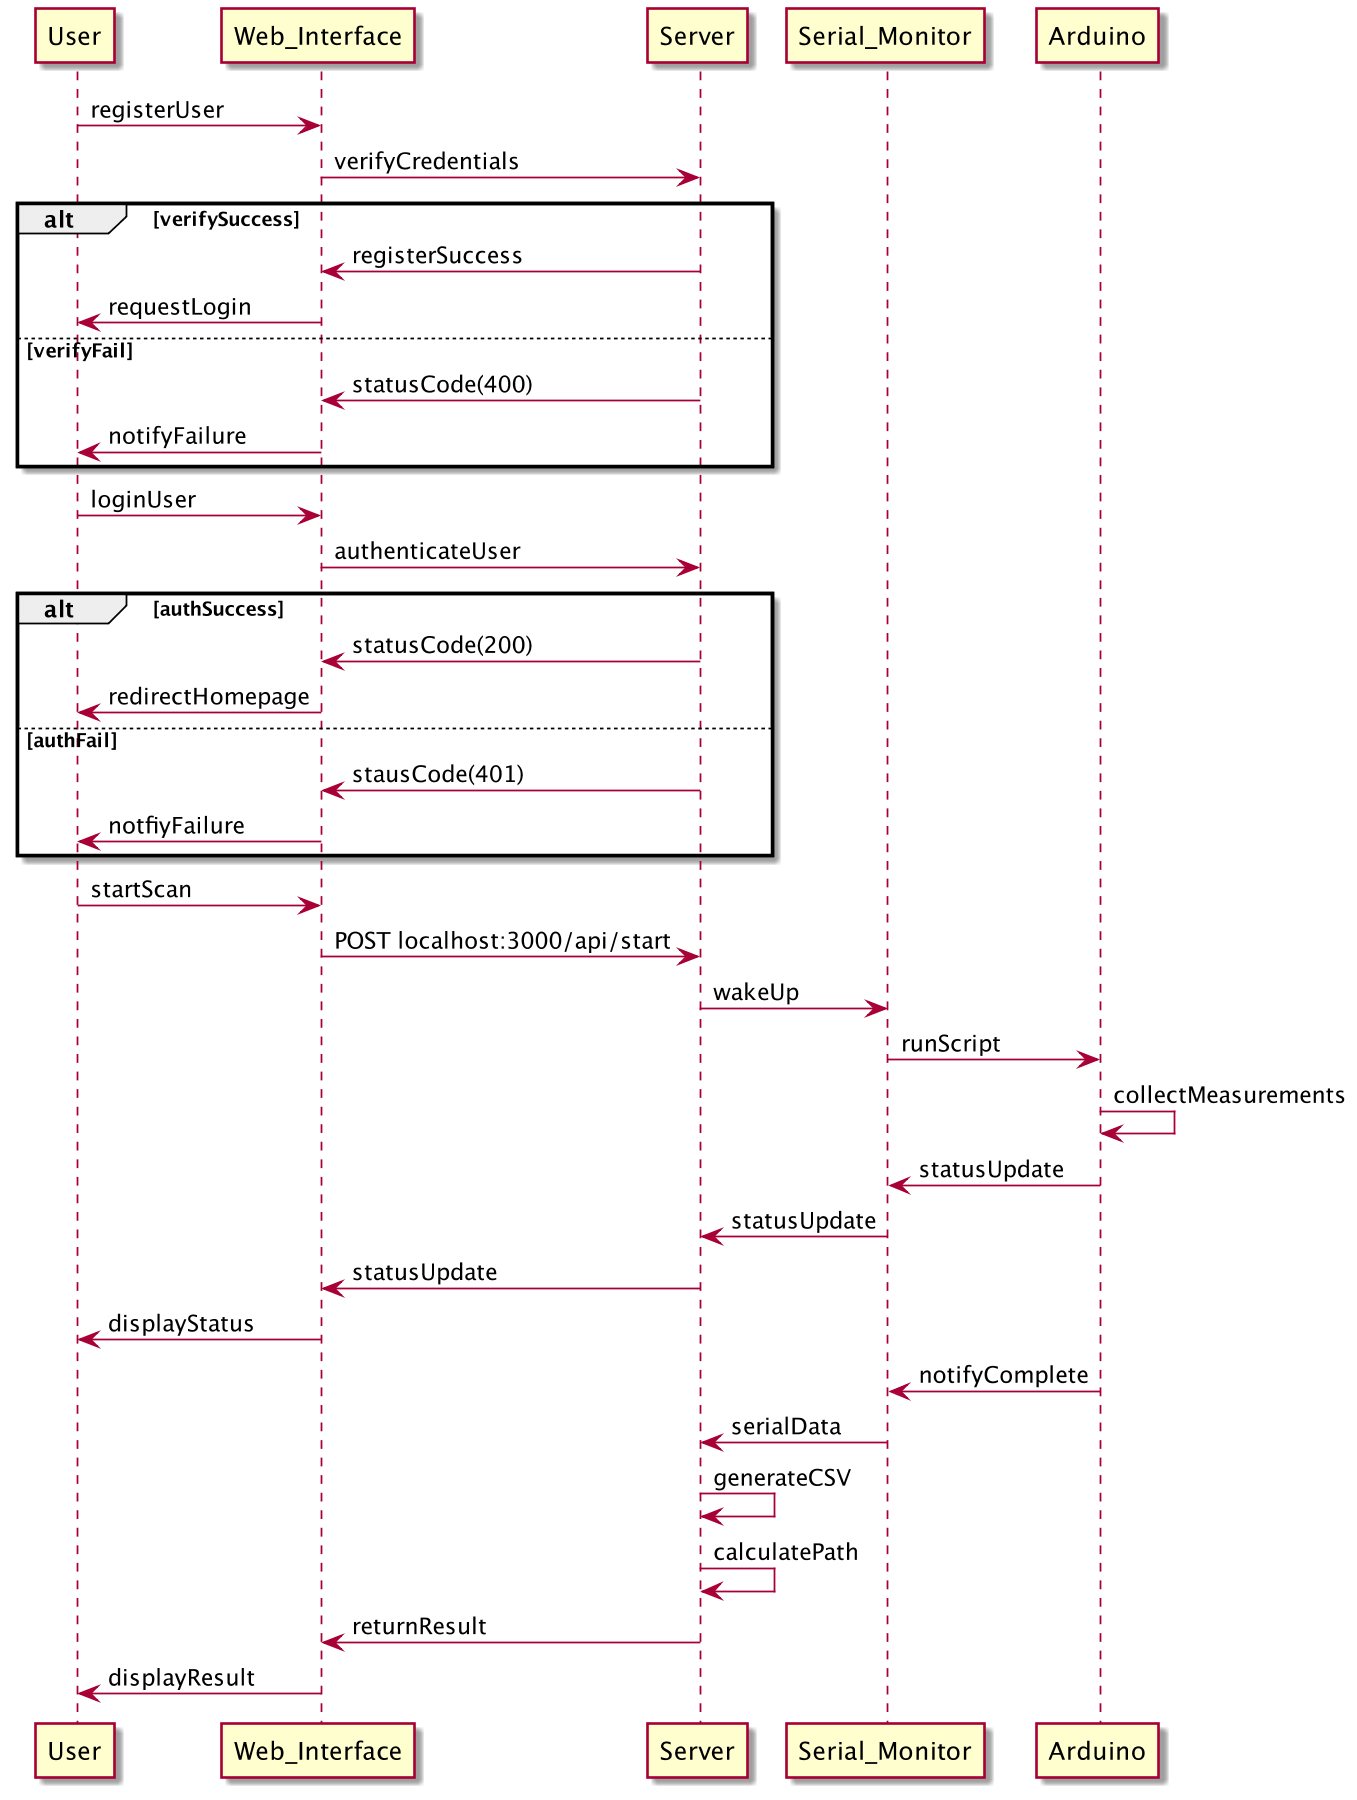 User Web_Interface Server Serial_Monitor Arduino
registerUser
verifyCredentials
alt [verifySuccess]
registerSuccess
requestLogin
[verifyFail]
statusCode(400)
notifyFailure
loginUser
authenticateUser
alt [authSuccess]
statusCode(200)
redirectHomepage
[authFail]
stausCode(401)
notfiyFailure
startScan
POST localhost:3000/api/start
wakeUp
runScript
collectMeasurements
statusUpdate
statusUpdate
statusUpdate
displayStatus
notifyComplete
serialData
generateCSV
calculatePath
returnResult
displayResult
User Web_Interface Server Serial_Monitor Arduino